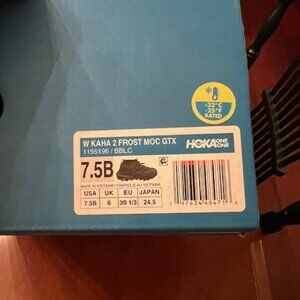 -32°C
-25°F
RATED
W KAHA 2 FROST MOC GTX
1155196 / BBLC
HOKA ONE ONE
7.5B
MADE IN VIETNAM / FABRIQUÉ AU VIETNAM
USA UK EU JAPAN
7.5B 6 39 1/3 24.5